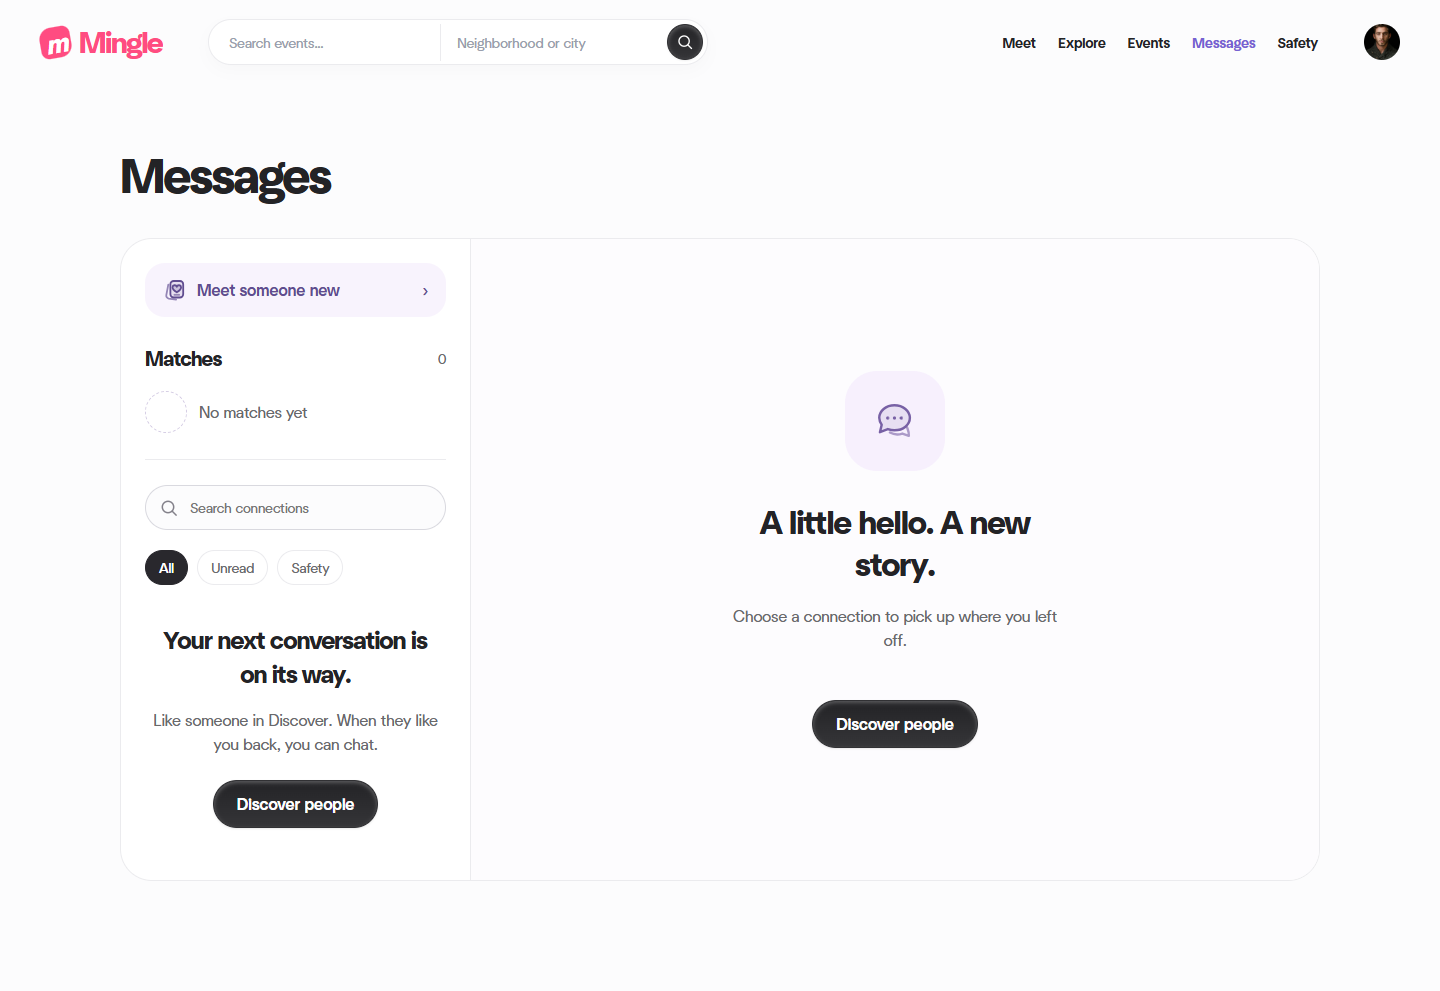 Mingle
Search events...
Neighborhood or city
Meet
Explore
Events
Messages
Safety
Messages
Meet someone new
Matches
0
No matches yet
Search connections
All
Unread
Safety
Your next conversation is
on its way.
Like someone in Discover. When they like
you back, you can chat.
Discover people
A little hello. A new
story.
Choose a connection to pick up where you left
off.
Discover people